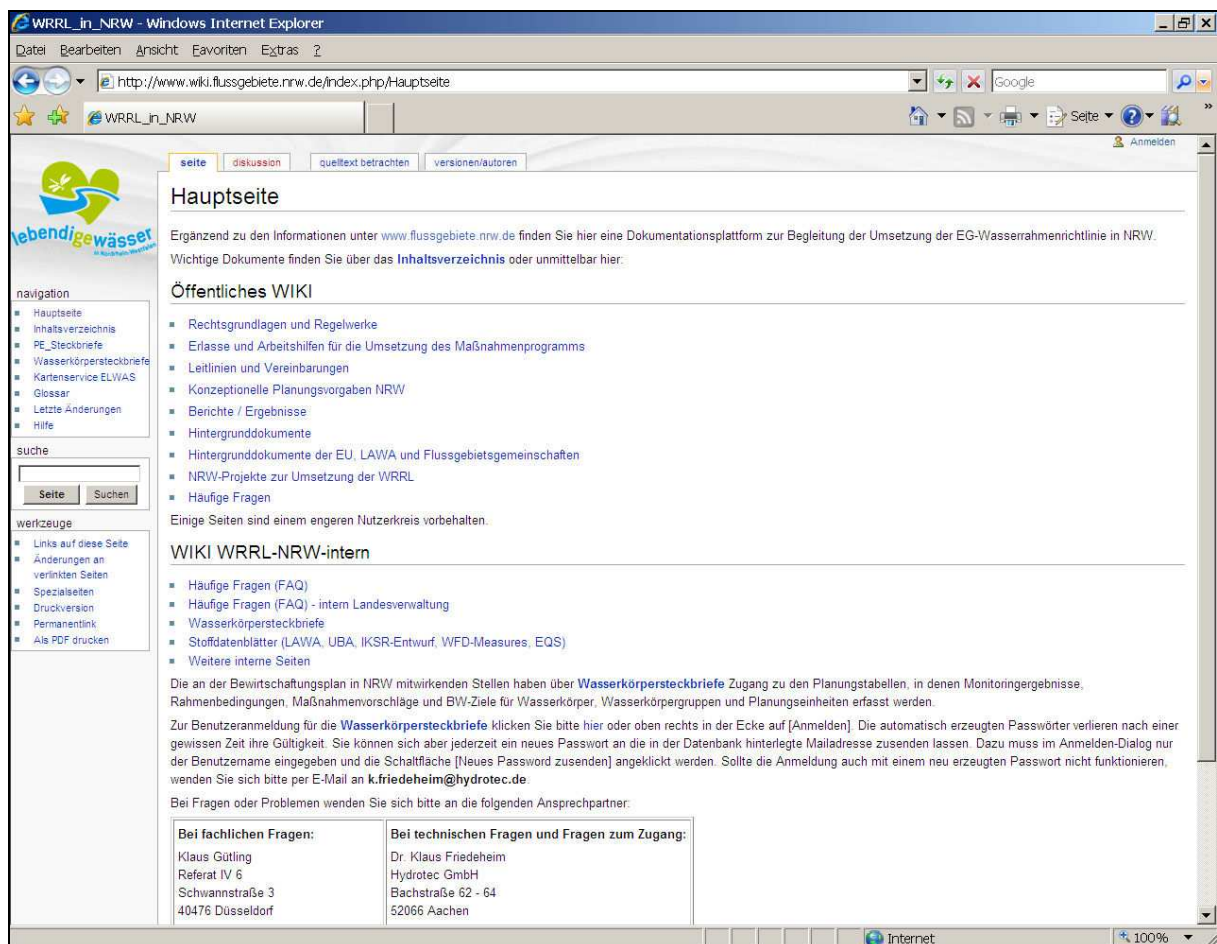 WRRL_in_NRW - Windows Internet Explorer
Datei Bearbeiten Ansicht Favoriten Extras ?
http://www.wiki.flussgebiete.nrw.de/index.php/Hauptseite
Google
WRRL_in_NRW
Seite
Anmelden
seite diskussion quelltext betrachten versionen/autoren
lebendigewässer
in Nordrhein-Westfalen
Hauptseite
Ergänzend zu den Informationen unter www.flussgebiete.nrw.de finden Sie hier eine Dokumentationsplattform zur Begleitung der Umsetzung der EG-Wasserrahmenrichtlinie in NRW.
Wichtige Dokumente finden Sie über das Inhaltsverzeichnis oder unmittelbar hier:
navigation
Hauptseite
Inhaltsverzeichnis
PE_Steckbriefe
Wasserkörpersteckbriefe
Kartenservice ELWAS
Glossar
Letzte Änderungen
Hilfe
suche
Seite Suchen
werkzeuge
Links auf diese Seite
Änderungen an
verlinkten Seiten
Spezialseiten
Druckversion
Permanentlink
Als PDF drucken
Öffentliches WIKI
Rechtsgrundlagen und Regelwerke
Erlasse und Arbeitshilfen für die Umsetzung des Maßnahmenprogramms
Leitlinien und Vereinbarungen
Konzeptionelle Planungsvorgaben NRW
Berichte / Ergebnisse
Hintergrunddokumente
Hintergrunddokumente der EU, LAWA und Flussgebietsgemeinschaften
NRW-Projekte zur Umsetzung der WRRL
Häufige Fragen
Einige Seiten sind einem engeren Nutzerkreis vorbehalten.
WIKI WRRL-NRW-intern
Häufige Fragen (FAQ)
Häufige Fragen (FAQ) - intern Landesverwaltung
Wasserkörpersteckbriefe
Stoffdatenblätter (LAWA, UBA, IKSR-Entwurf, WFD-Measures, EQS)
Weitere interne Seiten
Die an der Bewirtschaftungsplan in NRW mitwirkenden Stellen haben über Wasserkörpersteckbriefe Zugang zu den Planungstabellen, in denen Monitoringergebnisse,
Rahmenbedingungen, Maßnahmenvorschläge und BW-Ziele für Wasserkörper, Wasserkörpergruppen und Planungseinheiten erfasst werden.
Zur Benutzeranmeldung für die Wasserkörpersteckbriefe klicken Sie bitte hier oder oben rechts in der Ecke auf [Anmelden]. Die automatisch erzeugten Passwörter verlieren nach einer
gewissen Zeit ihre Gültigkeit. Sie können sich aber jederzeit ein neues Passwort an die in der Datenbank hinterlegte Mailadresse zusenden lassen. Dazu muss im Anmelden-Dialog nur
der Benutzername eingegeben und die Schaltfläche [Neues Password zusenden] angeklickt werden. Sollte die Anmeldung auch mit einem neu erzeugten Passwort nicht funktionieren,
wenden Sie sich bitte per E-Mail an k.friedeheim@hydrotec.de.
Bei Fragen oder Problemen wenden Sie sich bitte an die folgenden Ansprechpartner:
Bei fachlichen Fragen: Bei technischen Fragen und Fragen zum Zugang:
Klaus Gütling Dr. Klaus Friedeheim
Referat IV 6 Hydrotec GmbH
Schwannstraße 3 Bachstraße 62 - 64
40476 Düsseldorf 52066 Aachen
Internet 100%